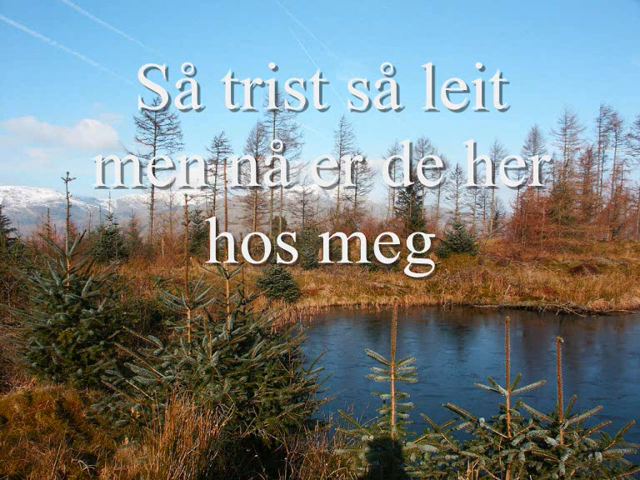 Så trist så leit
men nå er de her
hos meg